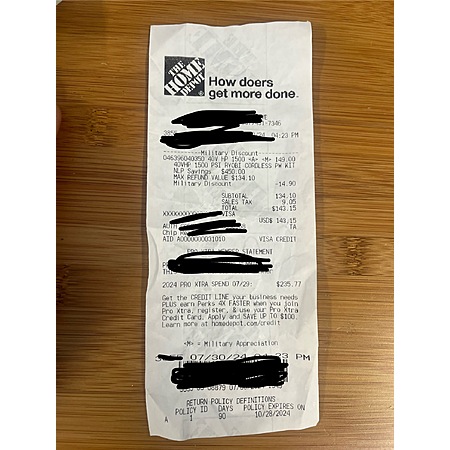 THE
HOME
DEPOT
How doers
get more done.
04:23 PM
Military Discount
046396040350 40V HP 1500 <A> <M> 149.00
40VHP 1500 PSI RYOBI CORDLESS PW KIT
NLP Savings $450.00
MAX REFUND VALUE $134.10
Military Discount -14.90
SUBTOTAL 134.10
SALES TAX 9.05
TOTAL $143.15
VISA
USD$ 143.15
TA
Chip
AID A0000000031010 VISA CREDIT
STATEMENT
2024 PRO XTRA SPEND 07/29: $235.77
Get the CREDIT LINE your business needs
PLUS earn Perks 4X FASTER when you join
Pro Xtra, register, & use your Pro Xtra
Credit Card. Apply and SAVE UP TO $100.
Learn more at homedepot.com/credit
<M> = Military Appreciation
07/30/24 04:23 PM
RETURN POLICY DEFINITIONS
POLICY ID DAYS POLICY EXPIRES ON
A 1 90 10/28/2024